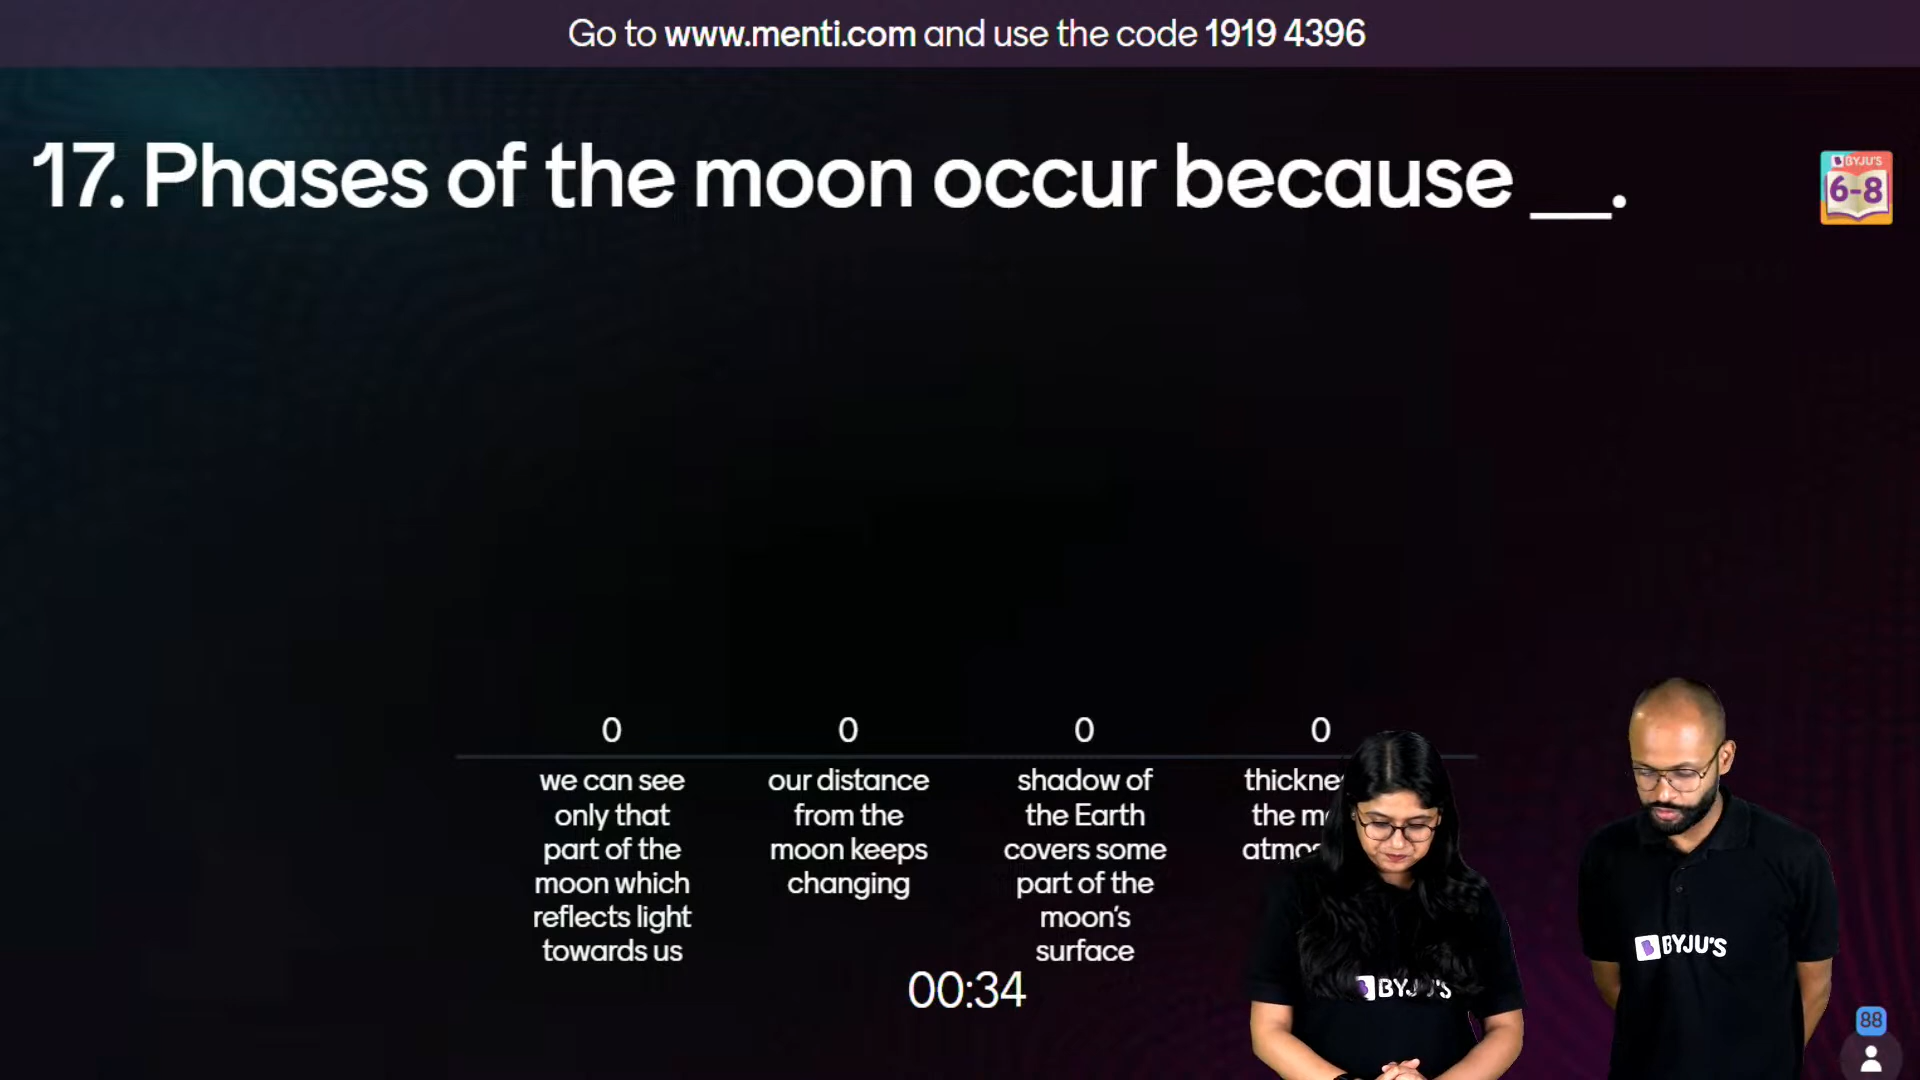 Go to www.menti.com and use the code 1919 4396
17. Phases of the moon occur because ___.
BYJU'S
6-8
0 0 0 0
we can see
only that
part of the
moon which
reflects light
towards us
our distance
from the
moon keeps
changing
shadow of
the Earth
covers some
part of the
moon's
surface
the
00:34
BYJU'S
BYJU'S
88